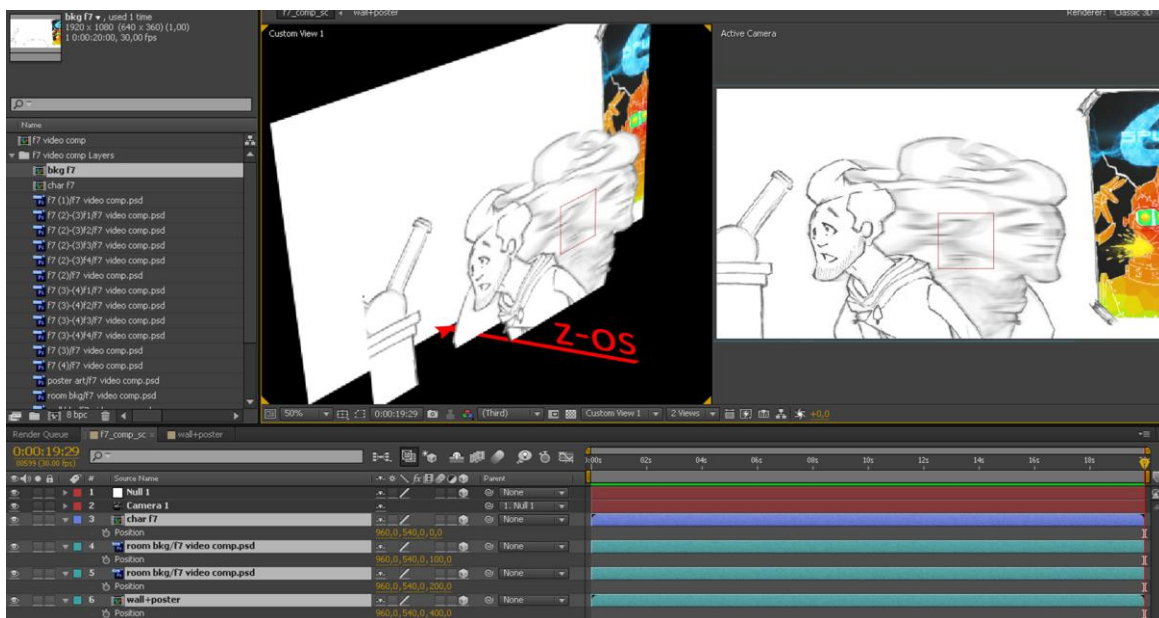 bkg f7 ▾ , used 1 time
1920 x 1080 (640 x 360) (1,00)
1 0:00:20:00, 30,00 fps
Name
f7 video comp
f7 video comp Layers
bkg f7
char f7
f7 (1)/f7 video comp.psd
f7 (2)-(3)f1/f7 video comp.psd
f7 (2)-(3)f2/f7 video comp.psd
f7 (2)-(3)f3/f7 video comp.psd
f7 (2)-(3)f4/f7 video comp.psd
f7 (2)/f7 video comp.psd
f7 (3)-(4)f1/f7 video comp.psd
f7 (3)-(4)f2/f7 video comp.psd
f7 (3)-(4)f3/f7 video comp.psd
f7 (3)-(4)f4/f7 video comp.psd
f7 (3)/f7 video comp.psd
f7 (4)/f7 video comp.psd
poster art/f7 video comp.psd
room bkg/f7 video comp.psd
8 bpc
f7_comp_sc ◂ wall+poster
Renderer: Classic 3D
Custom View 1
Z-OS
Active Camera
50% 0:00:19:29 (Third) Custom View 1 2 Views +0,0
Render Queue f7_comp_sc × wall+poster
0:00:19:29
00599 (30.00 fps)
02s 04s 06s 08s 10s 12s 14s 16s 18s
# Source Name Parent
1 Null 1 None
2 Camera 1 1. Null 1
3 char f7 None
Position 960,0,540,0,0,0
4 room bkg/f7 video comp.psd None
Position 960,0,540,0,100,0
5 room bkg/f7 video comp.psd None
Position 960,0,540,0,200,0
6 wall+poster None
Position 960,0,540,0,400,0